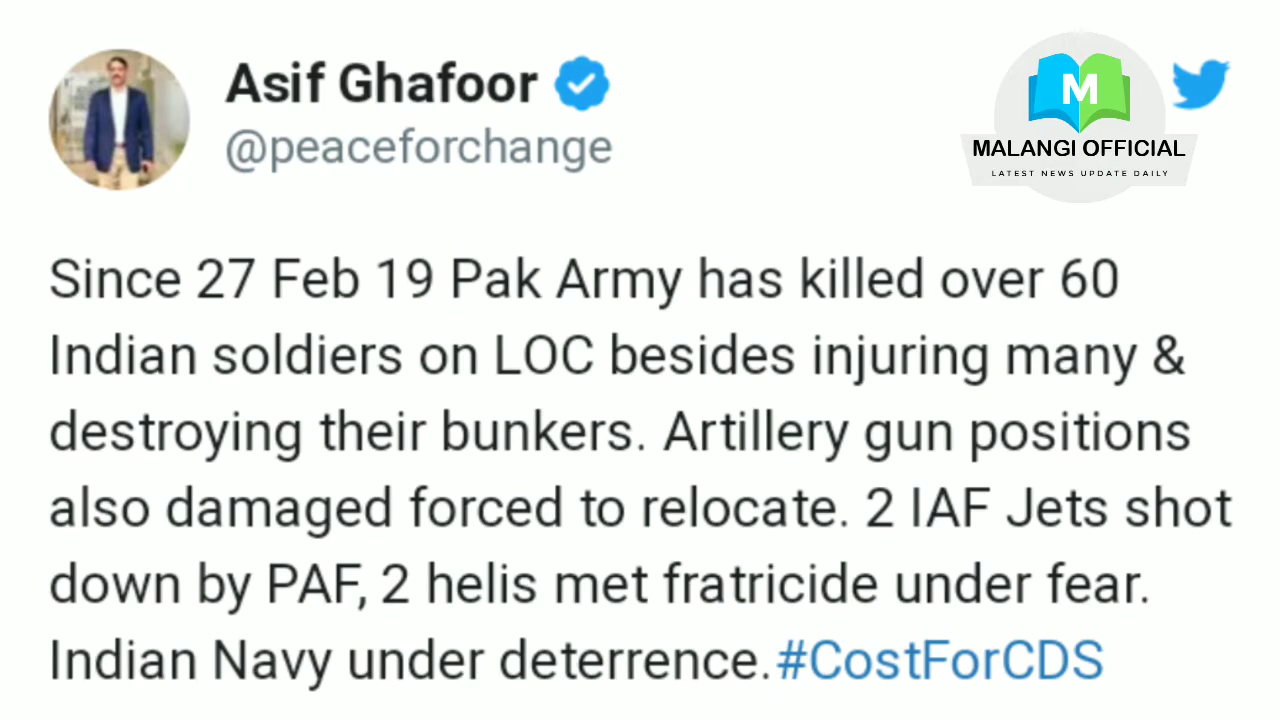 Asif Ghafoor
@peaceforchange
M
MALANGI OFFICIAL
LATEST NEWS UPDATE DAILY
Since 27 Feb 19 Pak Army has killed over 60
Indian soldiers on LOC besides injuring many &
destroying their bunkers. Artillery gun positions
also damaged forced to relocate. 2 IAF Jets shot
down by PAF, 2 helis met fratricide under fear.
Indian Navy under deterrence.#CostForCDS